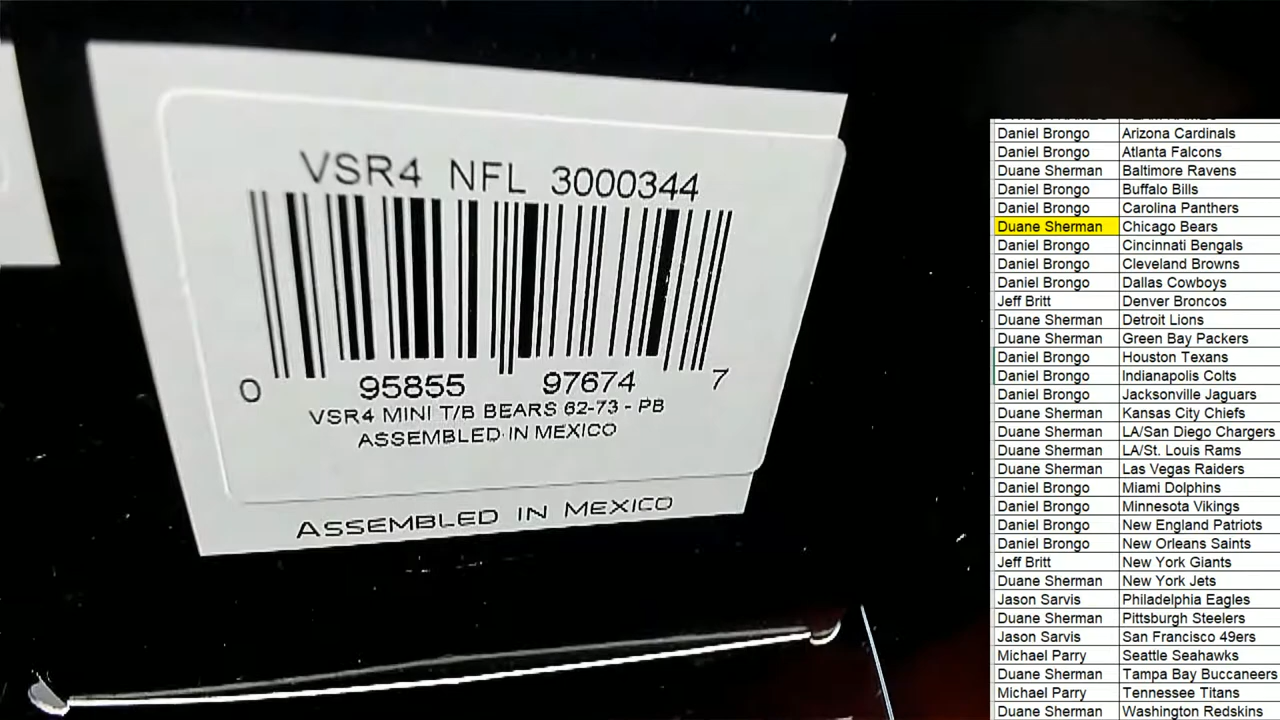 VSR4 NFL 3000344
0 95855 97674 7
VSR4 MINI T/B BEARS 62-73 - PB
ASSEMBLED IN MEXICO
ASSEMBLED IN MEXICO
Daniel Brongo Arizona Cardinals
Daniel Brongo Atlanta Falcons
Duane Sherman Baltimore Ravens
Daniel Brongo Buffalo Bills
Daniel Brongo Carolina Panthers
Duane Sherman Chicago Bears
Daniel Brongo Cincinnati Bengals
Daniel Brongo Cleveland Browns
Daniel Brongo Dallas Cowboys
Jeff Britt Denver Broncos
Duane Sherman Detroit Lions
Duane Sherman Green Bay Packers
Daniel Brongo Houston Texans
Daniel Brongo Indianapolis Colts
Daniel Brongo Jacksonville Jaguars
Duane Sherman Kansas City Chiefs
Duane Sherman LA/San Diego Chargers
Duane Sherman LA/St. Louis Rams
Duane Sherman Las Vegas Raiders
Daniel Brongo Miami Dolphins
Daniel Brongo Minnesota Vikings
Daniel Brongo New England Patriots
Daniel Brongo New Orleans Saints
Jeff Britt New York Giants
Duane Sherman New York Jets
Jason Sarvis Philadelphia Eagles
Duane Sherman Pittsburgh Steelers
Jason Sarvis San Francisco 49ers
Michael Parry Seattle Seahawks
Duane Sherman Tampa Bay Buccaneers
Michael Parry Tennessee Titans
Duane Sherman Washington Redskins